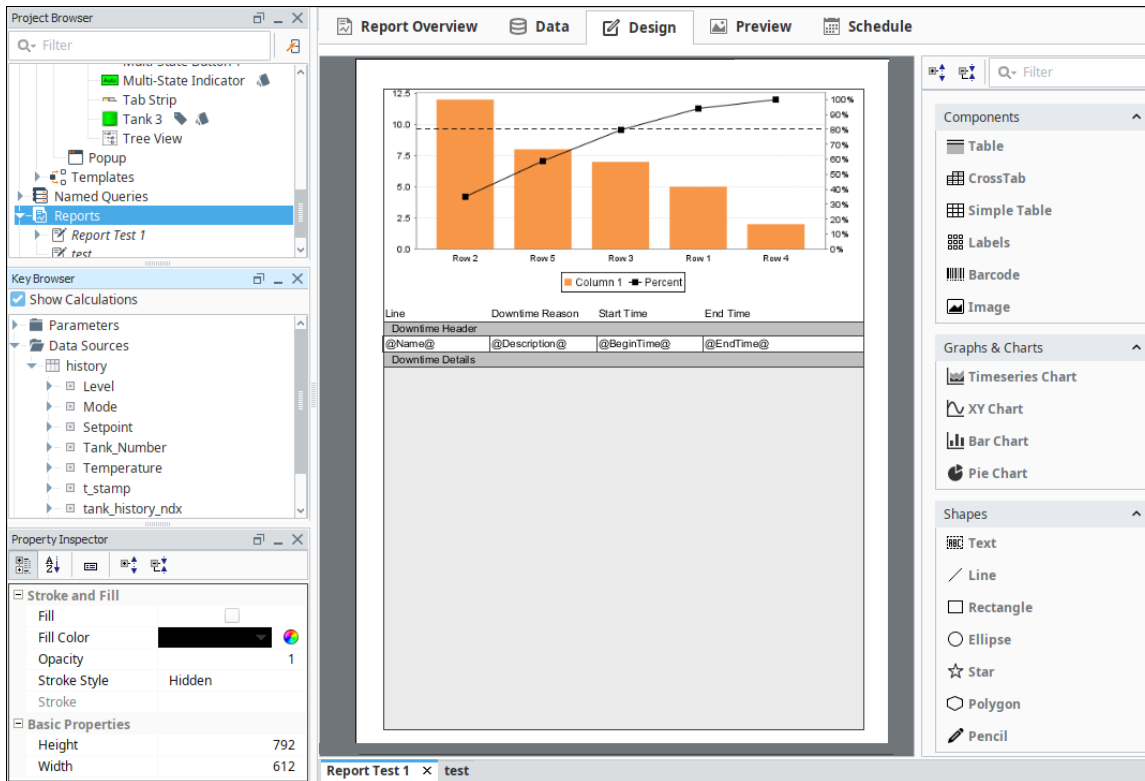 Project Browser
Filter
Multi-State Button 1
Auto
Multi-State Indicator
Tab Strip
Tank 3
Tree View
Popup
Templates
Named Queries
Reports
Report Test 1
test
Key Browser
Show Calculations
Parameters
Data Sources
history
Level
Mode
Setpoint
Tank_Number
Temperature
t_stamp
tank_history_ndx
Property Inspector
Stroke and Fill
Fill
Fill Color
Opacity 1
Stroke Style Hidden
Stroke
Basic Properties
Height 792
Width 612
Report Overview Data Design Preview Schedule
12.5
10.0
7.5
5.0
2.5
0.0
100%
90%
80%
70%
60%
50%
40%
30%
20%
10%
0%
Row 2 Row 5 Row 3 Row 1 Row 4
Column 1 Percent
Line Downtime Reason Start Time End Time
Downtime Header
@Name@ @Description@ @BeginTime@ @EndTime@
Downtime Details
Report Test 1 × test
Filter
Components
Table
CrossTab
Simple Table
Labels
Barcode
Image
Graphs & Charts
Timeseries Chart
XY Chart
Bar Chart
Pie Chart
Shapes
ABC Text
Line
Rectangle
Ellipse
Star
Polygon
Pencil